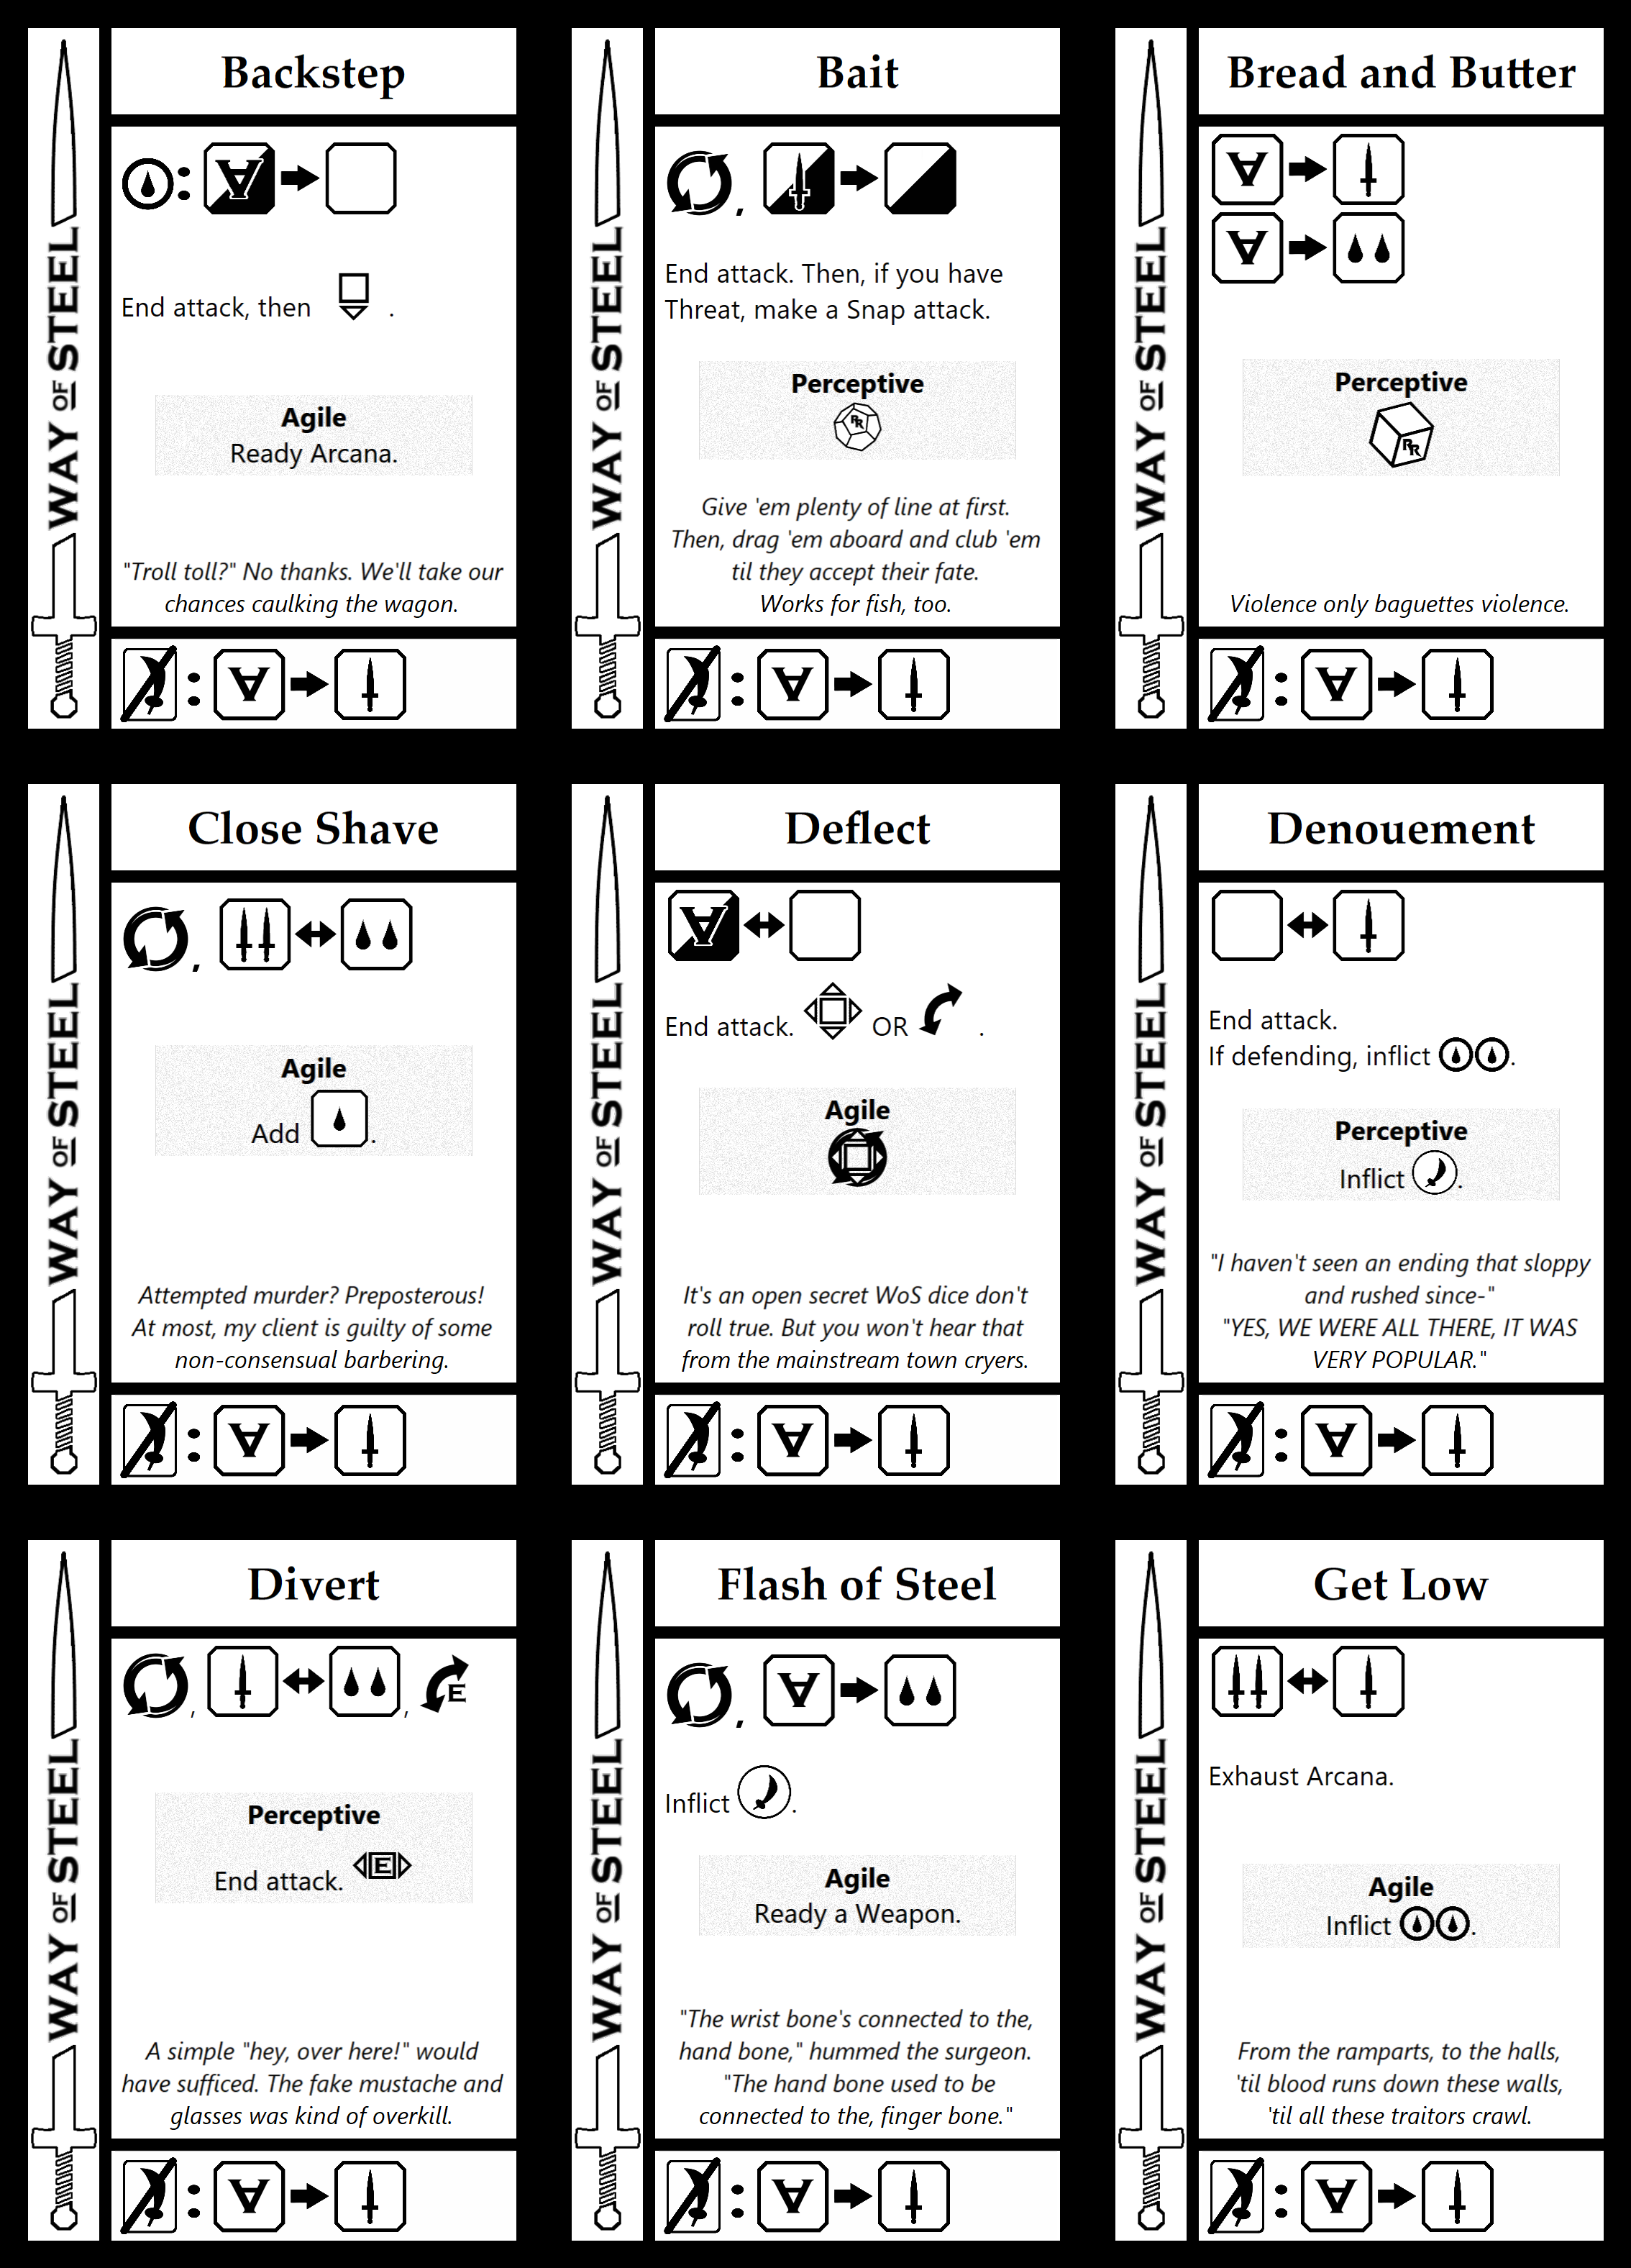 WAY OF STEEL
Backstep
End attack, then .
Agile
Ready Arcana.
"Troll toll?" No thanks. We'll take our
chances caulking the wagon.
WAY OF STEEL
Bait
End attack. Then, if you have
Threat, make a Snap attack.
Perceptive
RR
Give 'em plenty of line at first.
Then, drag 'em aboard and club 'em
til they accept their fate.
Works for fish, too.
WAY OF STEEL
Bread and Butter
Perceptive
RR
Violence only baguettes violence.
WAY OF STEEL
Close Shave
Agile
Add .
Attempted murder? Preposterous!
At most, my client is guilty of some
non-consensual barbering.
WAY OF STEEL
Deflect
End attack. OR .
Agile
It's an open secret WoS dice don't
roll true. But you won't hear that
from the mainstream town cryers.
WAY OF STEEL
Denouement
End attack.
If defending, inflict .
Perceptive
Inflict .
"I haven't seen an ending that sloppy
and rushed since-"
"YES, WE WERE ALL THERE, IT WAS
VERY POPULAR."
WAY OF STEEL
Divert
, , E
Perceptive
End attack. E
A simple "hey, over here!" would
have sufficed. The fake mustache and
glasses was kind of overkill.
WAY OF STEEL
Flash of Steel
Inflict .
Agile
Ready a Weapon.
"The wrist bone's connected to the,
hand bone," hummed the surgeon.
"The hand bone used to be
connected to the, finger bone."
WAY OF STEEL
Get Low
Exhaust Arcana.
Agile
Inflict .
From the ramparts, to the halls,
'til blood runs down these walls,
'til all these traitors crawl.